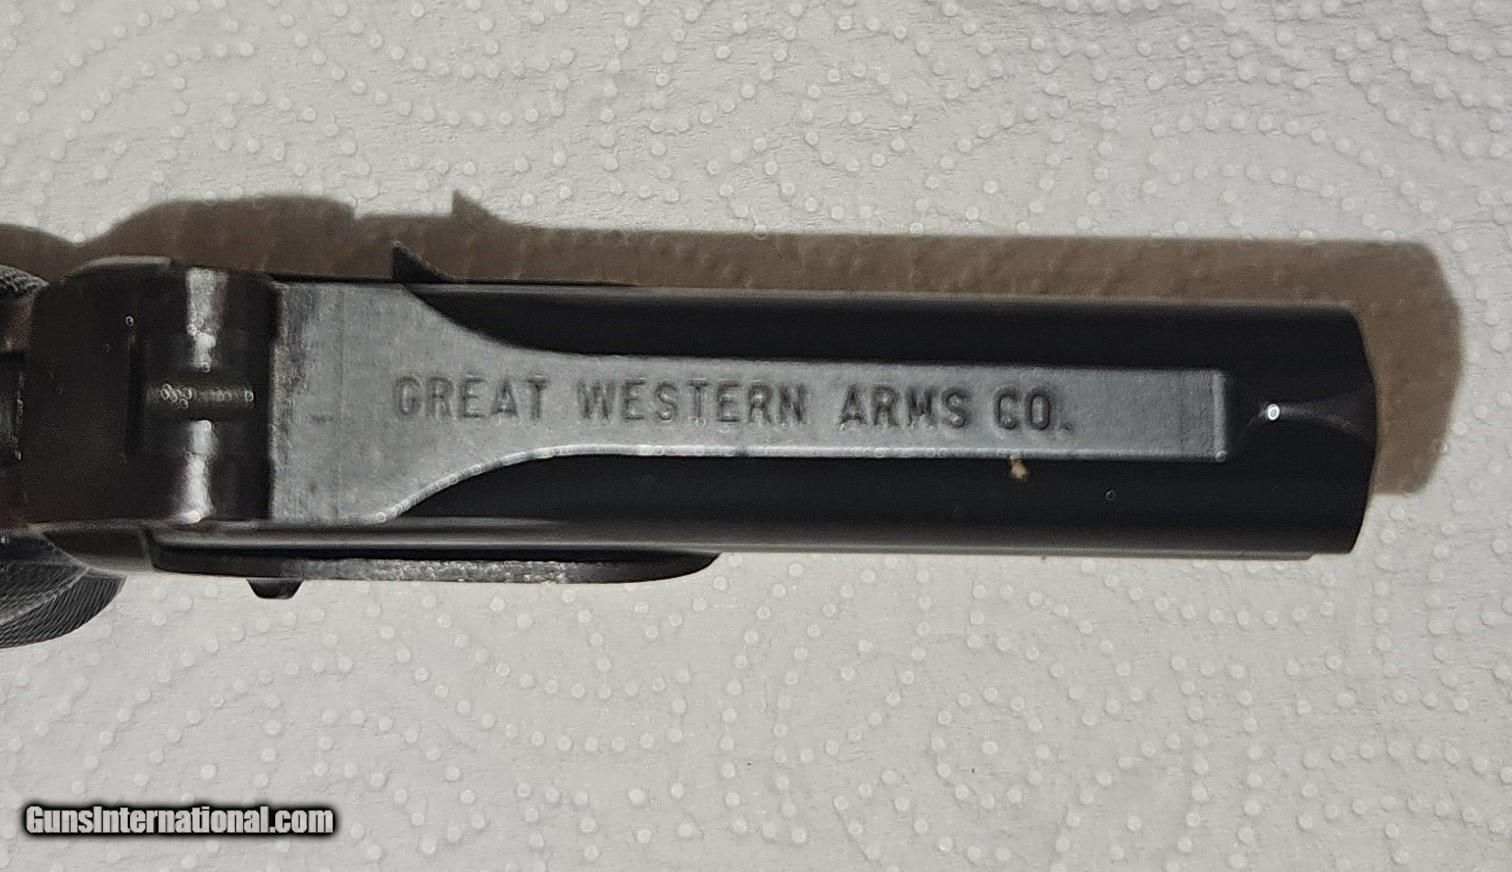 GREAT WESTERN ARMS CO.
GunsInternational.com